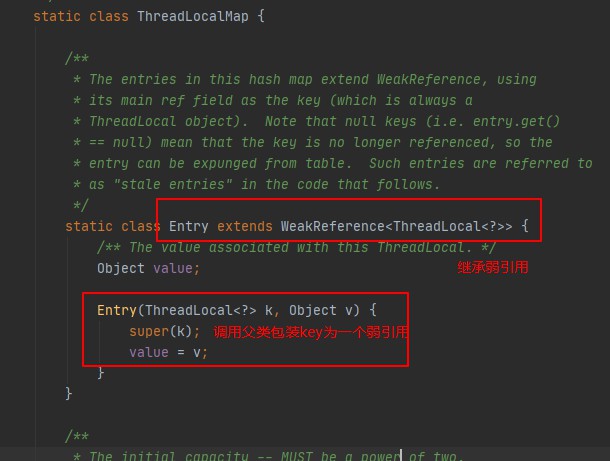 static class ThreadLocalMap {
/**
* The entries in this hash map extend WeakReference, using
* its main ref field as the key (which is always a
* ThreadLocal object).  Note that null keys (i.e. entry.get()
* == null) mean that the key is no longer referenced, so the
* entry can be expunged from table.  Such entries are referred to
* as "stale entries" in the code that follows.
*/
static class Entry extends WeakReference<ThreadLocal<?>> {
/** The value associated with this ThreadLocal. */
Object value; 继承弱引用
Entry(ThreadLocal<?> k, Object v) {
super(k); 调用父类包装key为一个弱引用
value = v;
}
}
/**
* The initial capacity -- MUST be a power of two.